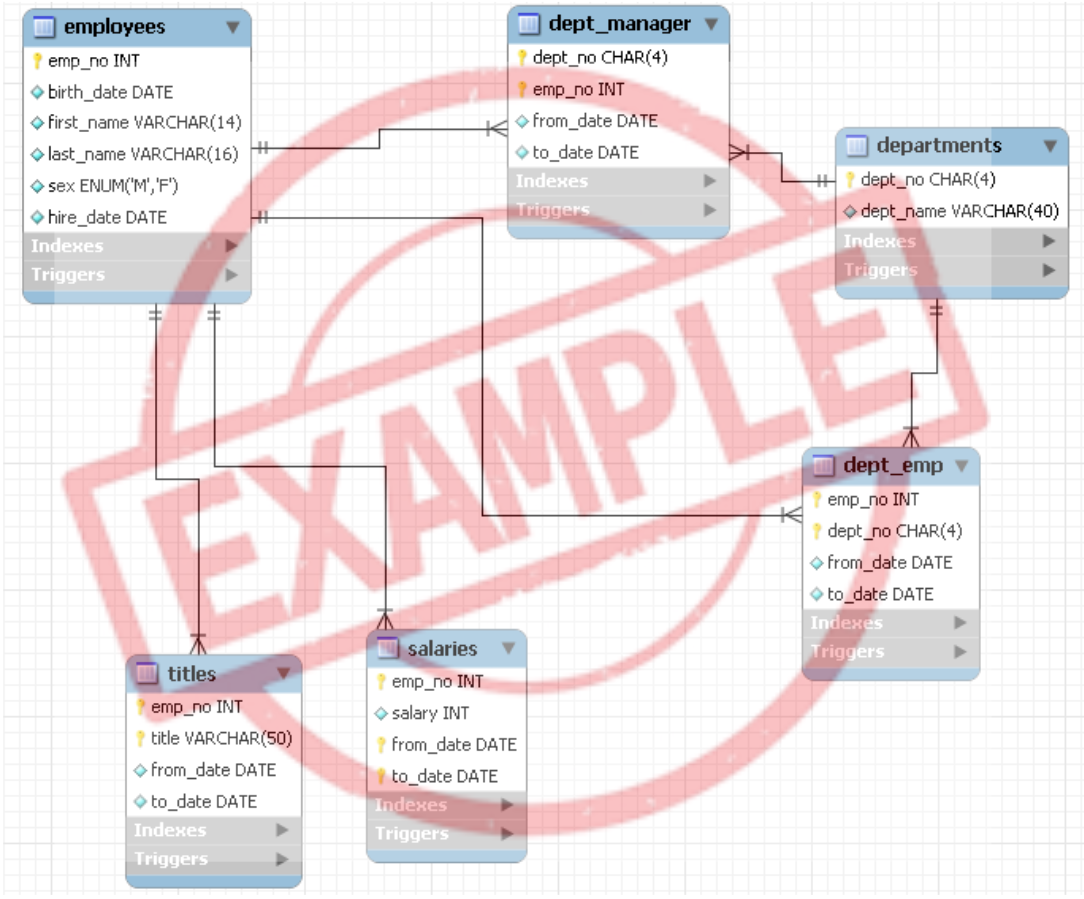 employees
emp_no INT
birth_date DATE
first_name VARCHAR(14)
last_name VARCHAR(16)
sex ENUM('M','F')
hire_date DATE
Indexes
Triggers
dept_manager
dept_no CHAR(4)
emp_no INT
from_date DATE
to_date DATE
Indexes
Triggers
departments
dept_no CHAR(4)
dept_name VARCHAR(40)
Indexes
Triggers
EXAMPLE
dept_emp
emp_no INT
dept_no CHAR(4)
from_date DATE
to_date DATE
Indexes
Triggers
titles
emp_no INT
title VARCHAR(50)
from_date DATE
to_date DATE
Indexes
Triggers
salaries
emp_no INT
salary INT
from_date DATE
to_date DATE
Indexes
Triggers